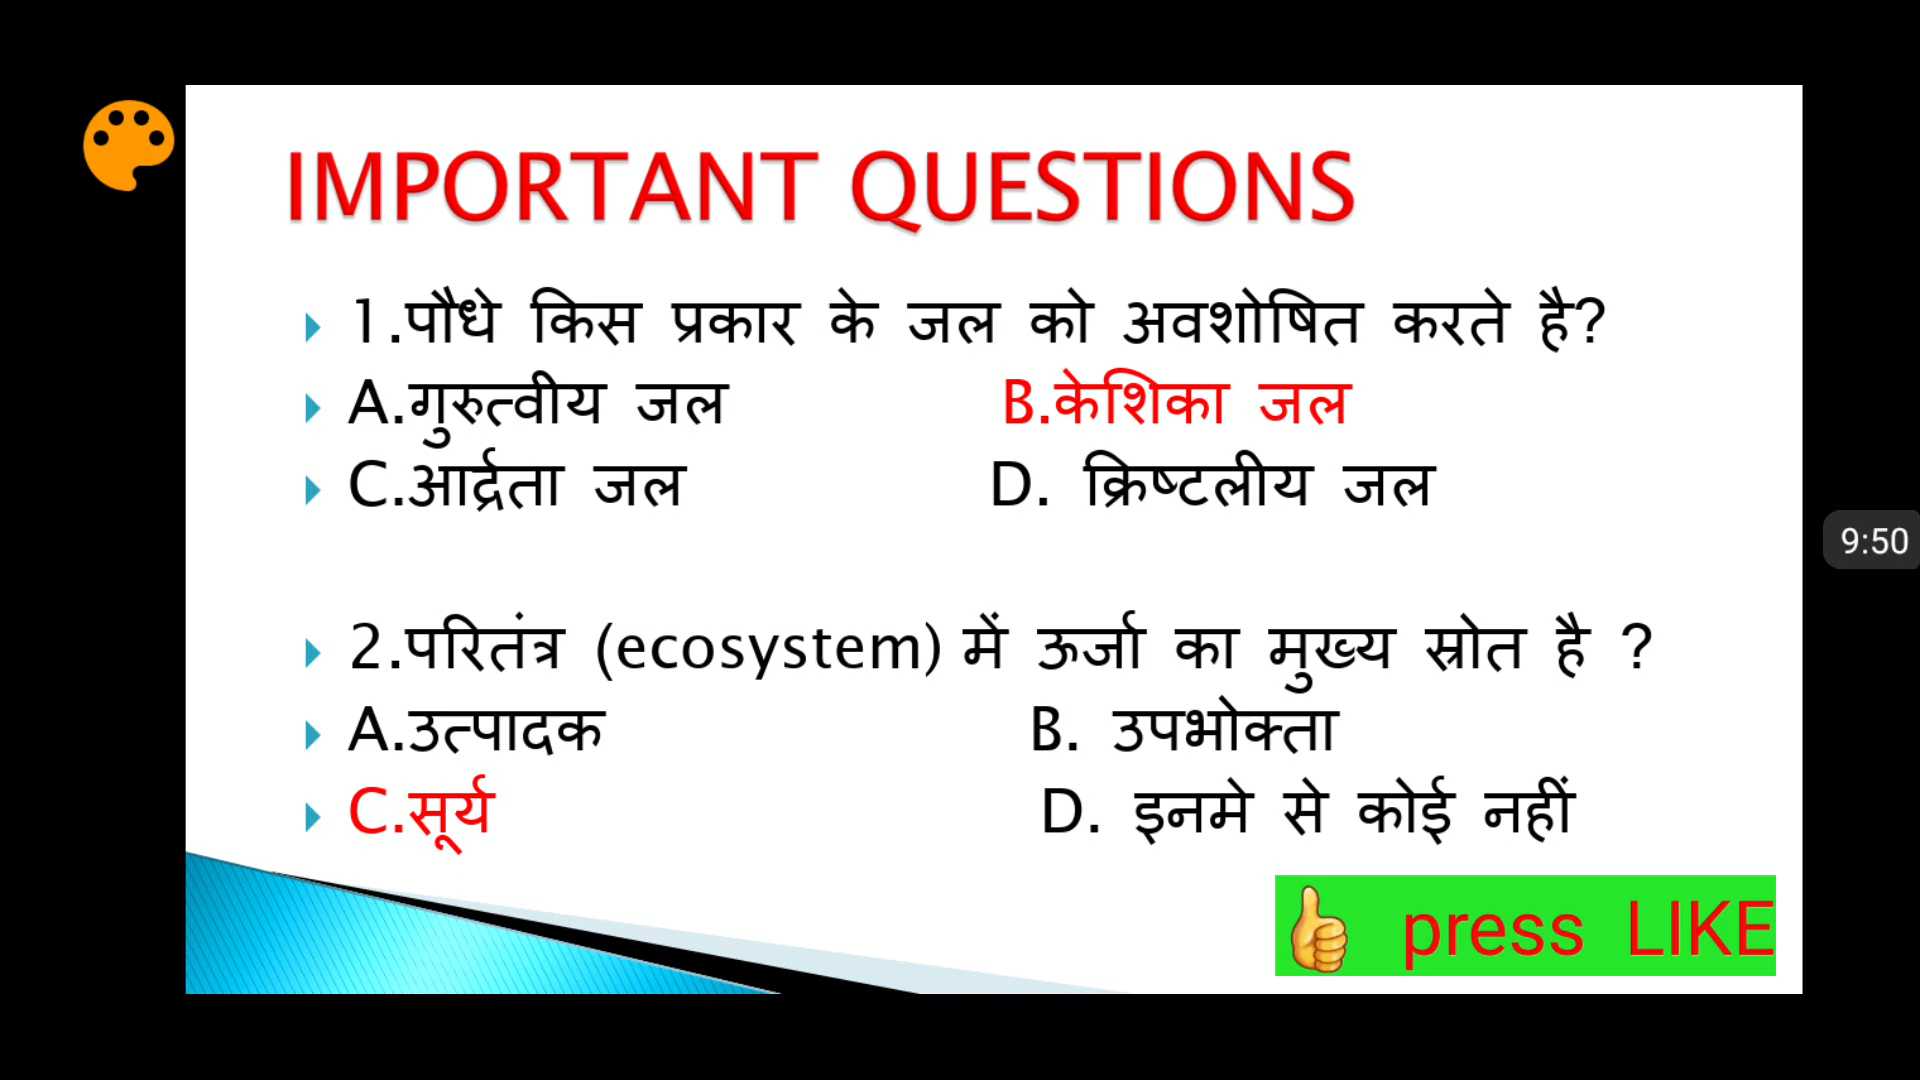 IMPORTANT QUESTIONS
1.पौधे किस प्रकार के जल को अवशोषित करते है?
A.गुरुत्वीय जल B.केशिका जल
C.आर्द्रता जल D. क्रिष्टलीय जल
9:50
2.परितंत्र (ecosystem) में ऊर्जा का मुख्य स्रोत है ?
A.उत्पादक B. उपभोक्ता
C.सूर्य D. इनमे से कोई नहीं
press LIKE